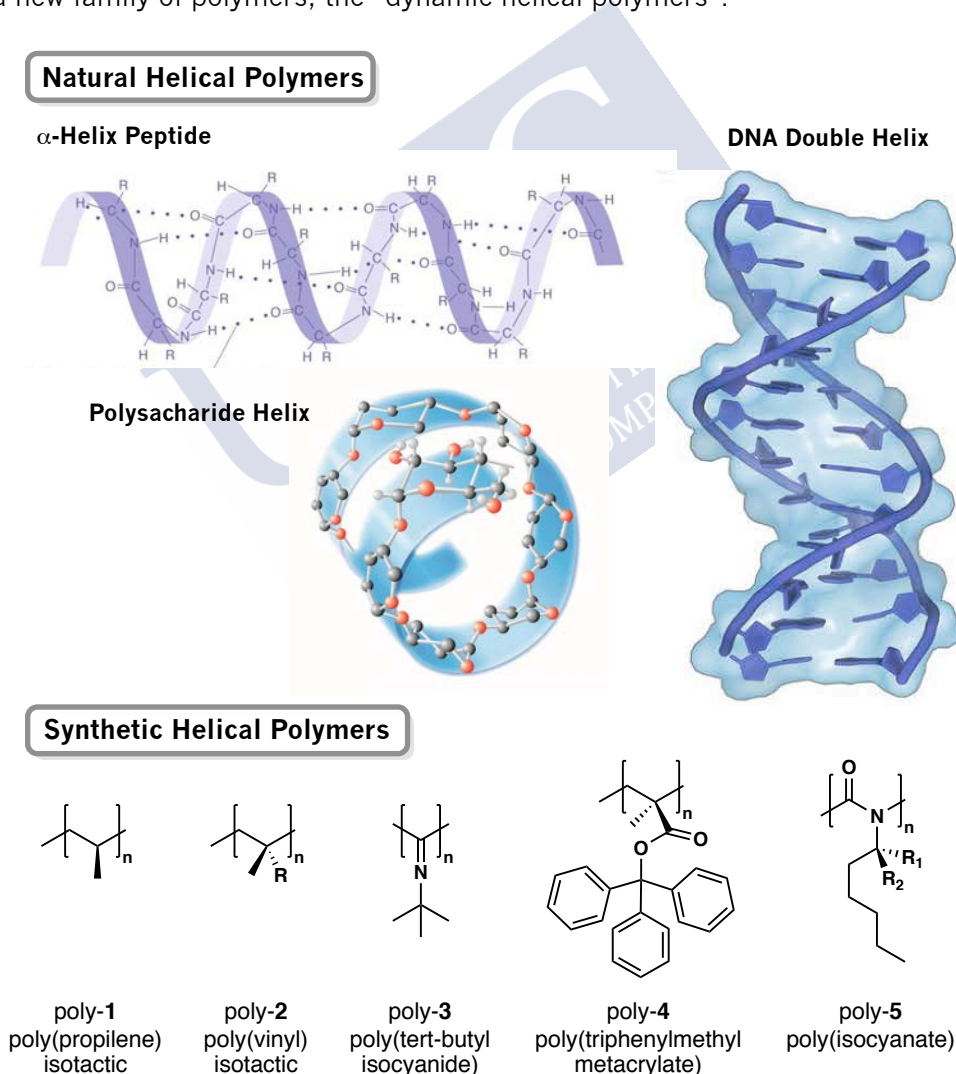 new family of polymers, the "dynamic helical polymers".
Natural Helical Polymers
α-Helix Peptide
DNA Double Helix
Polysacharide Helix
Synthetic Helical Polymers
n
n
R
N
n
O
O
O
N
n
R1
R2
poly-1
poly(propilene)
isotactic
poly-2
poly(vinyl)
isotactic
poly-3
poly(tert-butyl
isocyanide)
poly-4
poly(triphenylmethyl
metacrylate)
poly-5
poly(isocyanate)